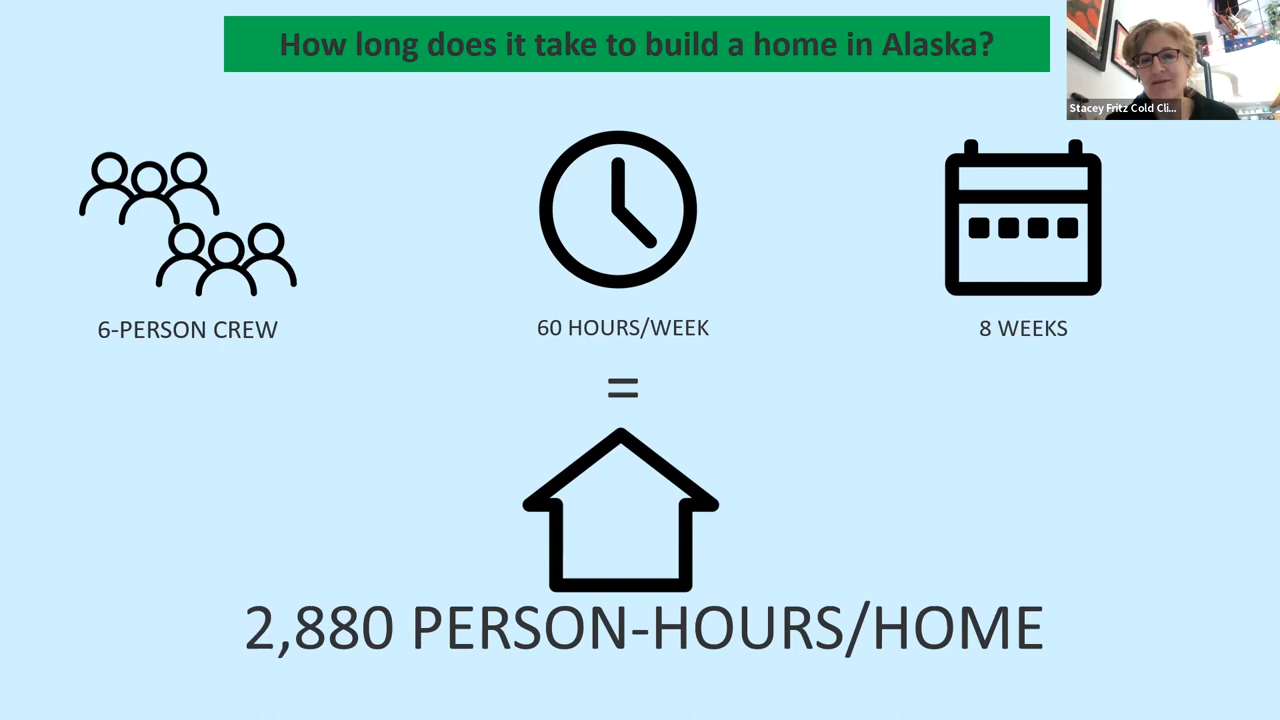 How long does it take to build a home in Alaska?
Stacey Fritz Cold Cli...
6-PERSON CREW
60 HOURS/WEEK
8 WEEKS
=
2,880 PERSON-HOURS/HOME